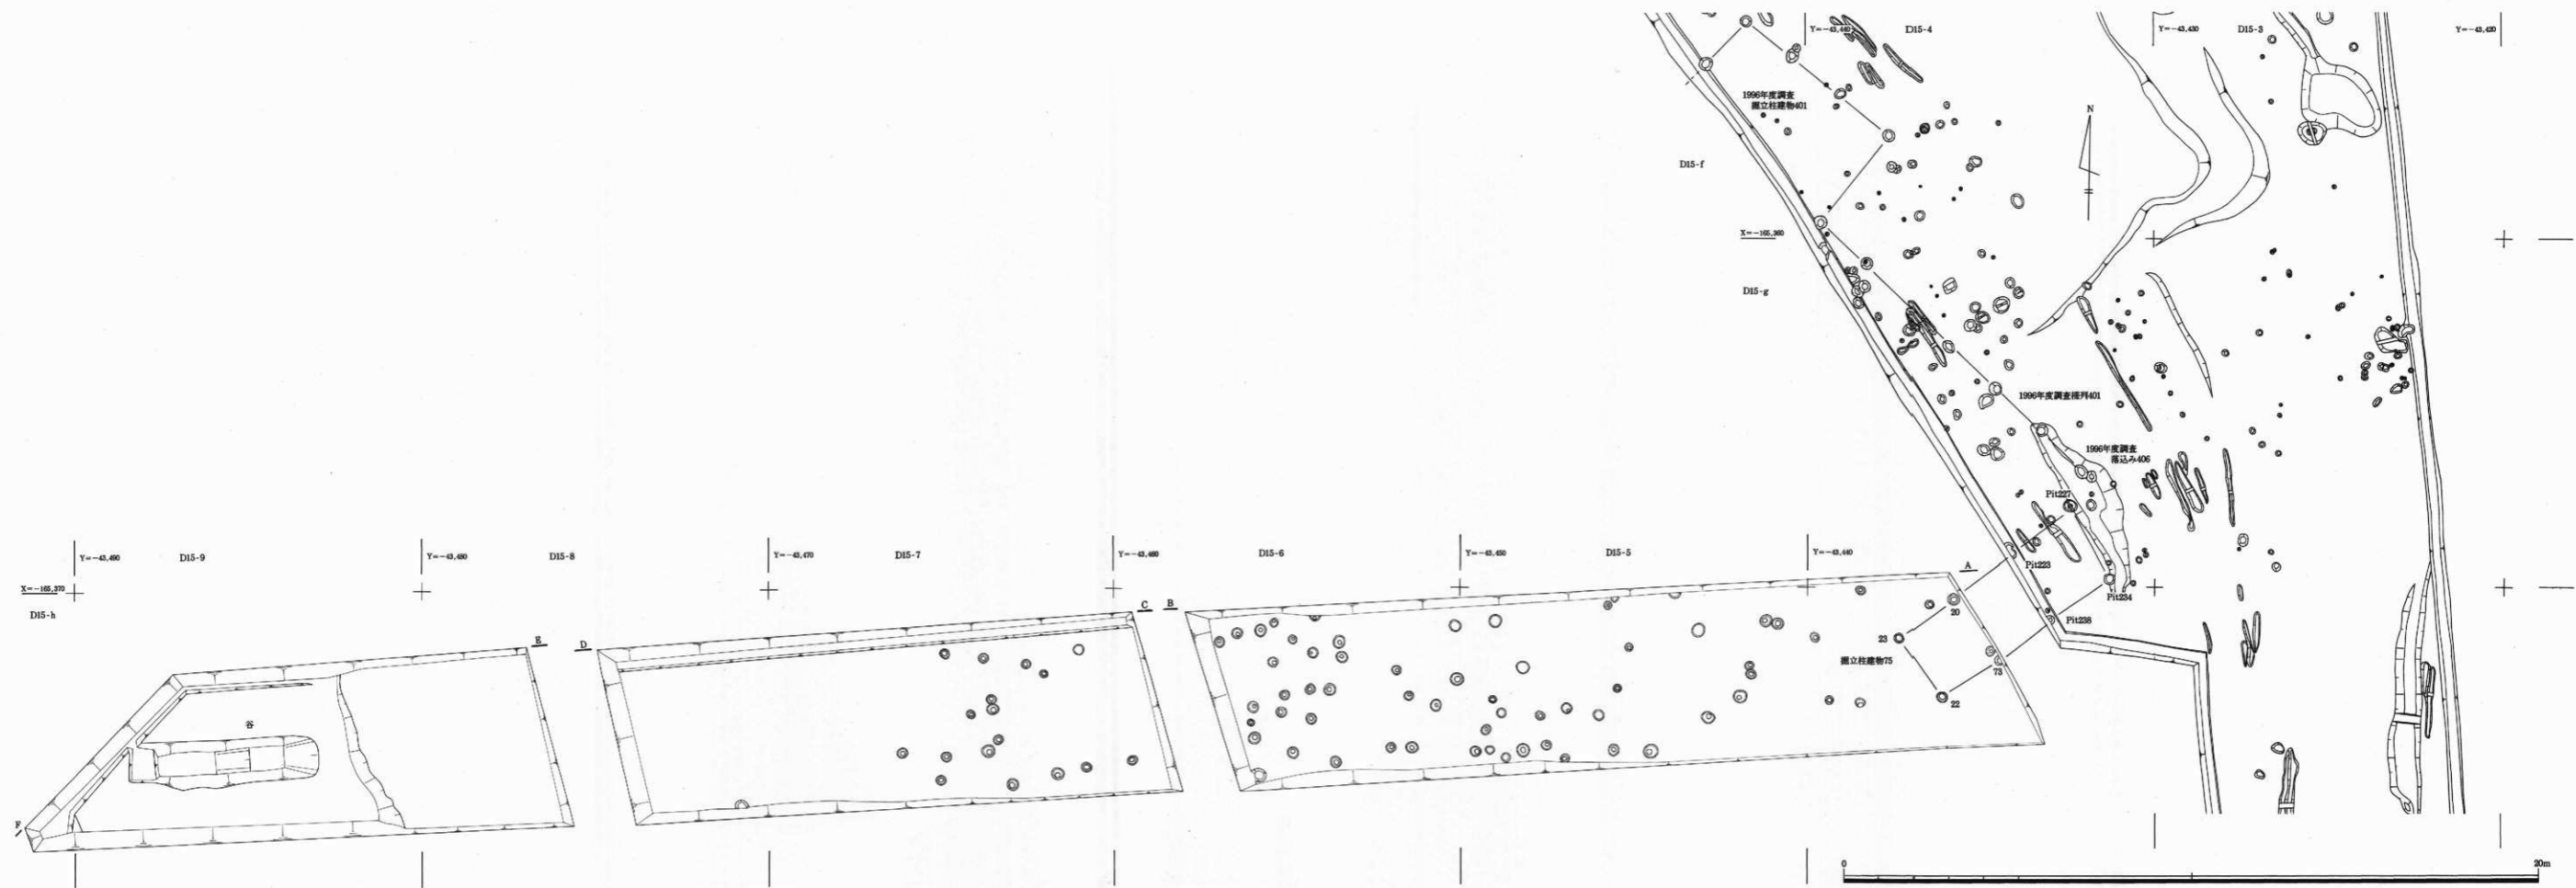 Y=-43,440
D15-4
Y=-43,430
D15-3
Y=-43,420
1996年度調査
掘立柱建物401
N
D15-f
X=-165,360
D15-g
1996年度調査柵列401
1996年度調査
落込み406
Pit227
Y=-43,490
D15-9
Y=-43,480
D15-8
Y=-43,470
D15-7
Y=-43,460
D15-6
Y=-43,450
D15-5
Y=-43,440
A
Pit223
X=-165,370
D15-h
C
B
20
Pit234
Pit238
E
D
23
掘立柱建物75
73
22
谷
F
0
20m